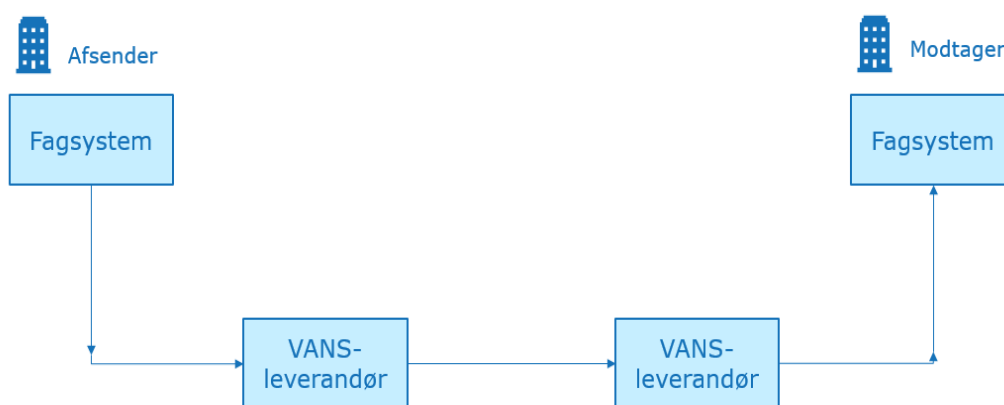 Afsender
Modtager
Fagsystem
Fagsystem
VANS-
leverandør
VANS-
leverandør